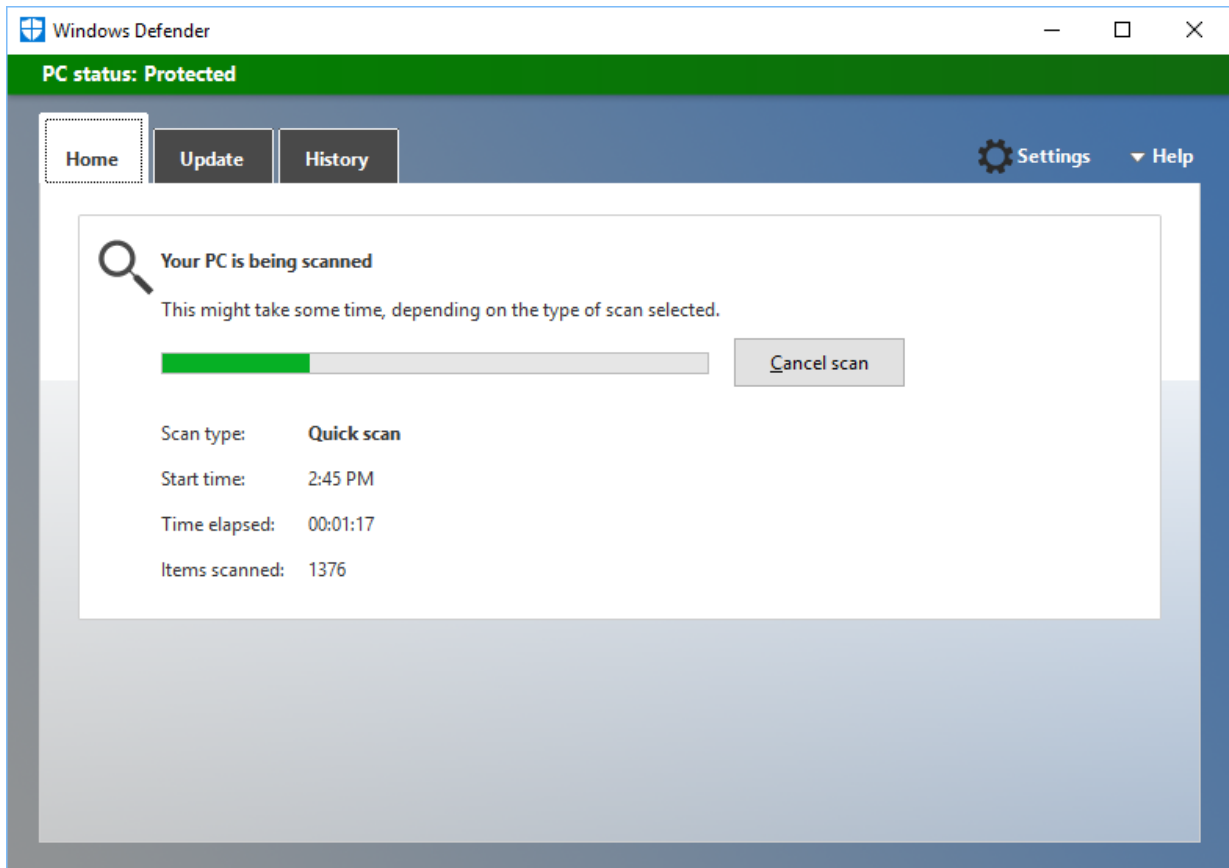 Windows Defender
PC status: Protected
Home Update History Settings Help
Your PC is being scanned
This might take some time, depending on the type of scan selected.
Cancel scan
Scan type: Quick scan
Start time: 2:45 PM
Time elapsed: 00:01:17
Items scanned: 1376